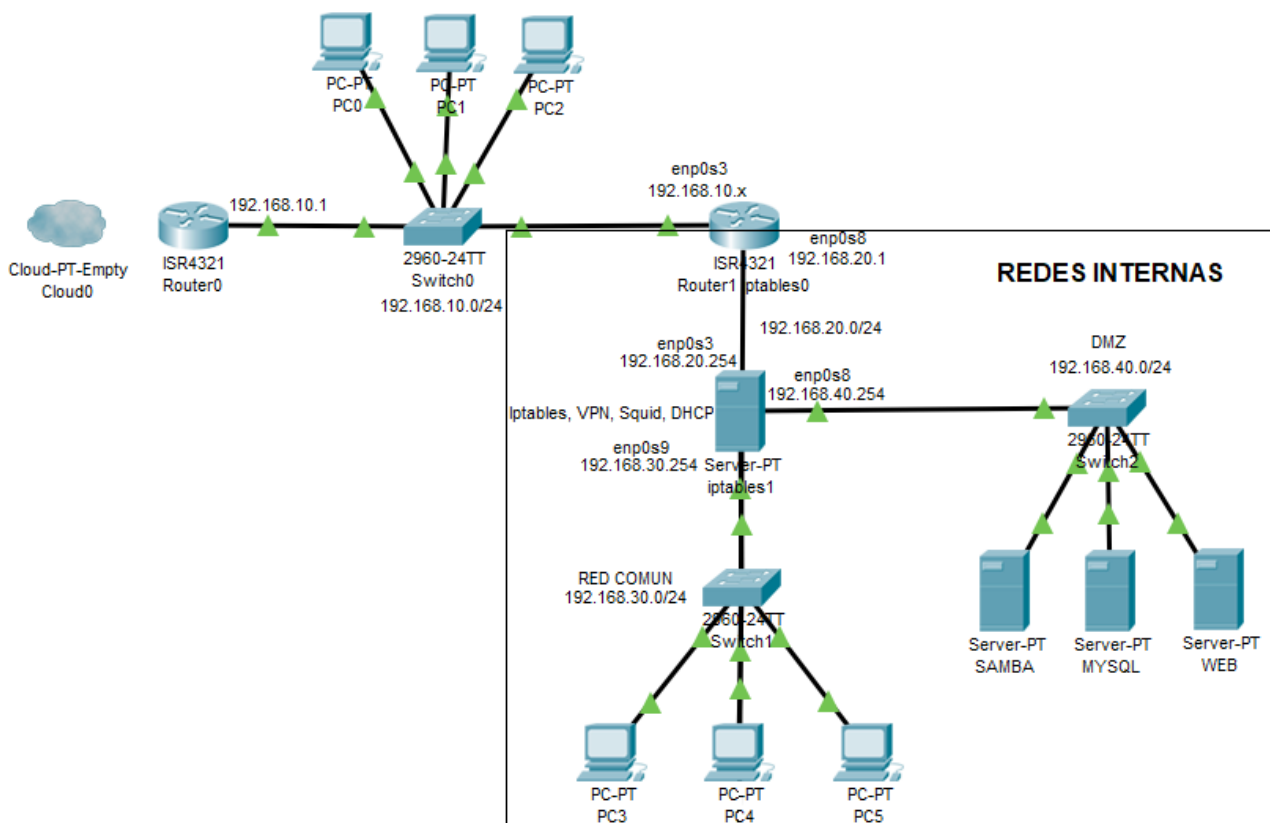 PC-PT
PC0
PC-PT
PC1
PC-PT
PC2
enp0s3
192.168.10.x
192.168.10.1
Cloud-PT-Empty
Cloud0
ISR4321
Router0
2960-24TT
Switch0
192.168.10.0/24
enp0s8
192.168.20.1
ISR4321
Router1 iptables0
REDES INTERNAS
192.168.20.0/24
enp0s3
192.168.20.254
DMZ
192.168.40.0/24
enp0s8
192.168.40.254
Iptables, VPN, Squid, DHCP
enp0s9
192.168.30.254
Server-PT
iptables1
2960-24TT
Switch2
RED COMUN
192.168.30.0/24
2960-24TT
Switch1
Server-PT
SAMBA
Server-PT
MYSQL
Server-PT
WEB
PC-PT
PC3
PC-PT
PC4
PC-PT
PC5